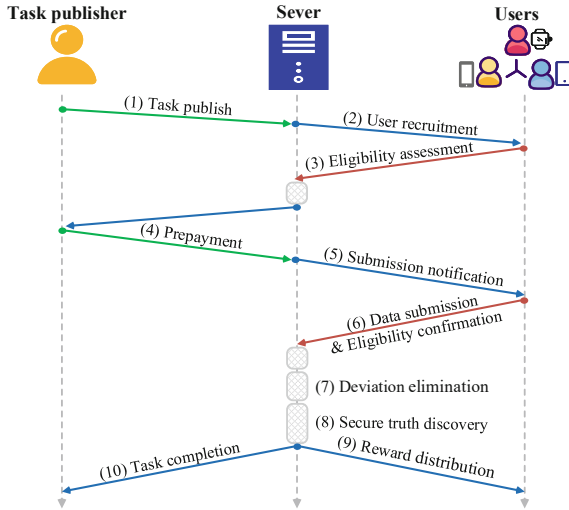 Task publisher
Sever
Users
(1) Task publish
(2) User recruitment
(3) Eligibility assessment
(4) Prepayment
(5) Submission notification
(6) Data submission
& Eligibility confirmation
(7) Deviation elimination
(8) Secure truth discovery
(9) Reward distribution
(10) Task completion